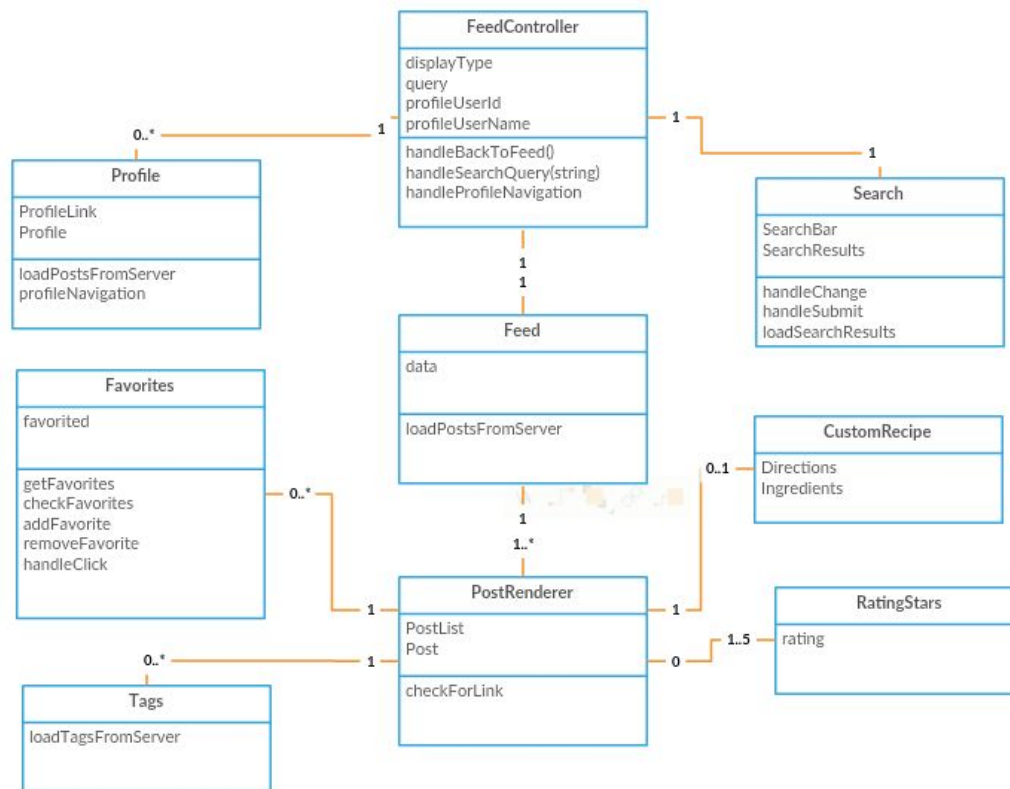 FeedController
displayType
query
profileUserId
profileUserName
handleBackToFeed()
handleSearchQuery(string)
handleProfileNavigation
1
0..*
1
1
Profile
ProfileLink
Profile
loadPostsFromServer
profileNavigation
Search
SearchBar
SearchResults
handleChange
handleSubmit
loadSearchResults
1
1
Feed
data
loadPostsFromServer
Favorites
favorited
getFavorites
checkFavorites
addFavorite
removeFavorite
handleClick
0..*
1
CustomRecipe
Directions
Ingredients
0..1
1
1
1..*
PostRenderer
PostList
Post
checkForLink
RatingStars
rating
1..5
0
0..*
1
Tags
loadTagsFromServer